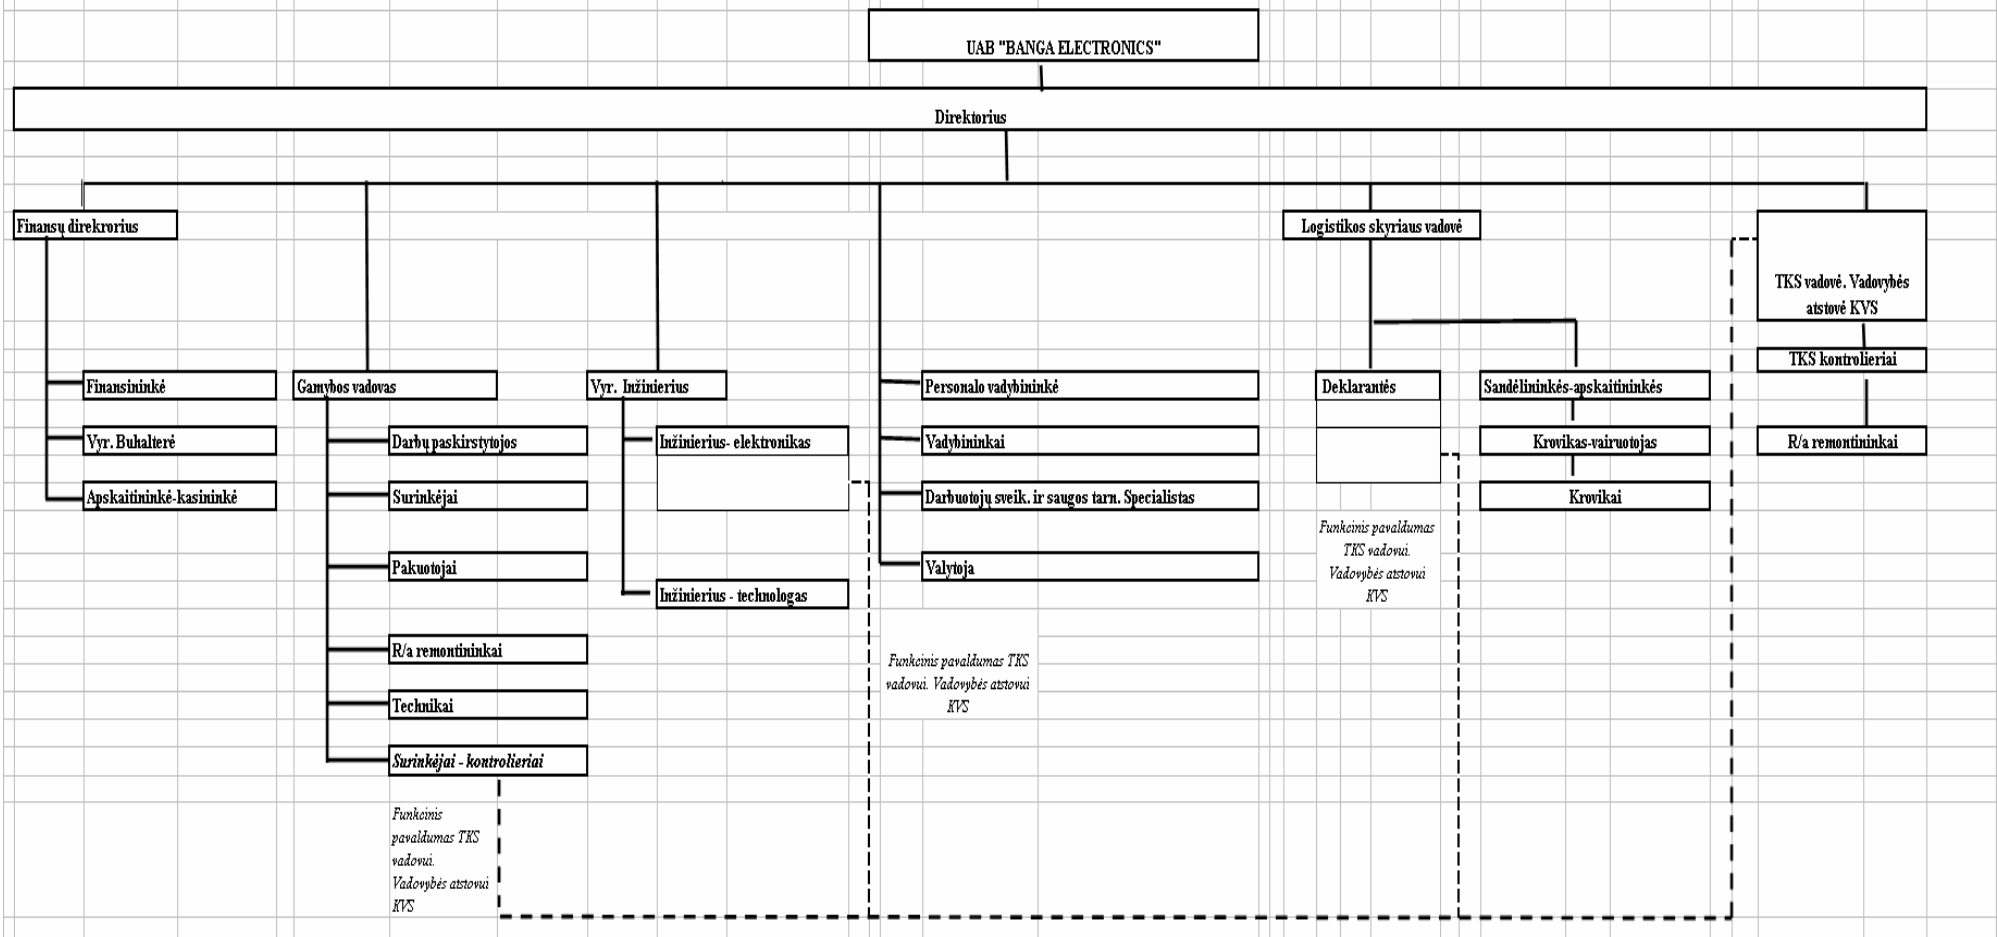 UAB "BANGA ELECTRONICS"
Direktorius
Finansų direkrorius
Logistikos skyriaus vadovė
TKS vadovė. Vadovybės
atstovė KVS
TKS kontrolieriai
Finansininkė
Gamybos vadovas
Vyr. Inžinierius
Personalo vadybininkė
Deklarantės
Sandėlininkės-apskaitininkės
Vyr. Buhalterė
Darbų paskirstytojos
Inžinierius- elektronikas
Vadybininkai
Krovikas-vairuotojas
R/a remontininkai
Apskaitininkė-kasininkė
Surinkėjai
Darbuotojų sveik. ir saugos tarn. Specialistas
Krovikai
Funkcinis pavaldumas
TKS vadovui.
Vadovybės atstovui
KVS
Pakuotojai
Valytoja
Inžinierius - technologas
R/a remontininkai
Funkcinis pavaldumas TKS
vadovui. Vadovybės atstovui
KVS
Technikai
Surinkėjai - kontrolieriai
Funkcinis
pavaldumas TKS
vadovui.
Vadovybės atstovui
KVS